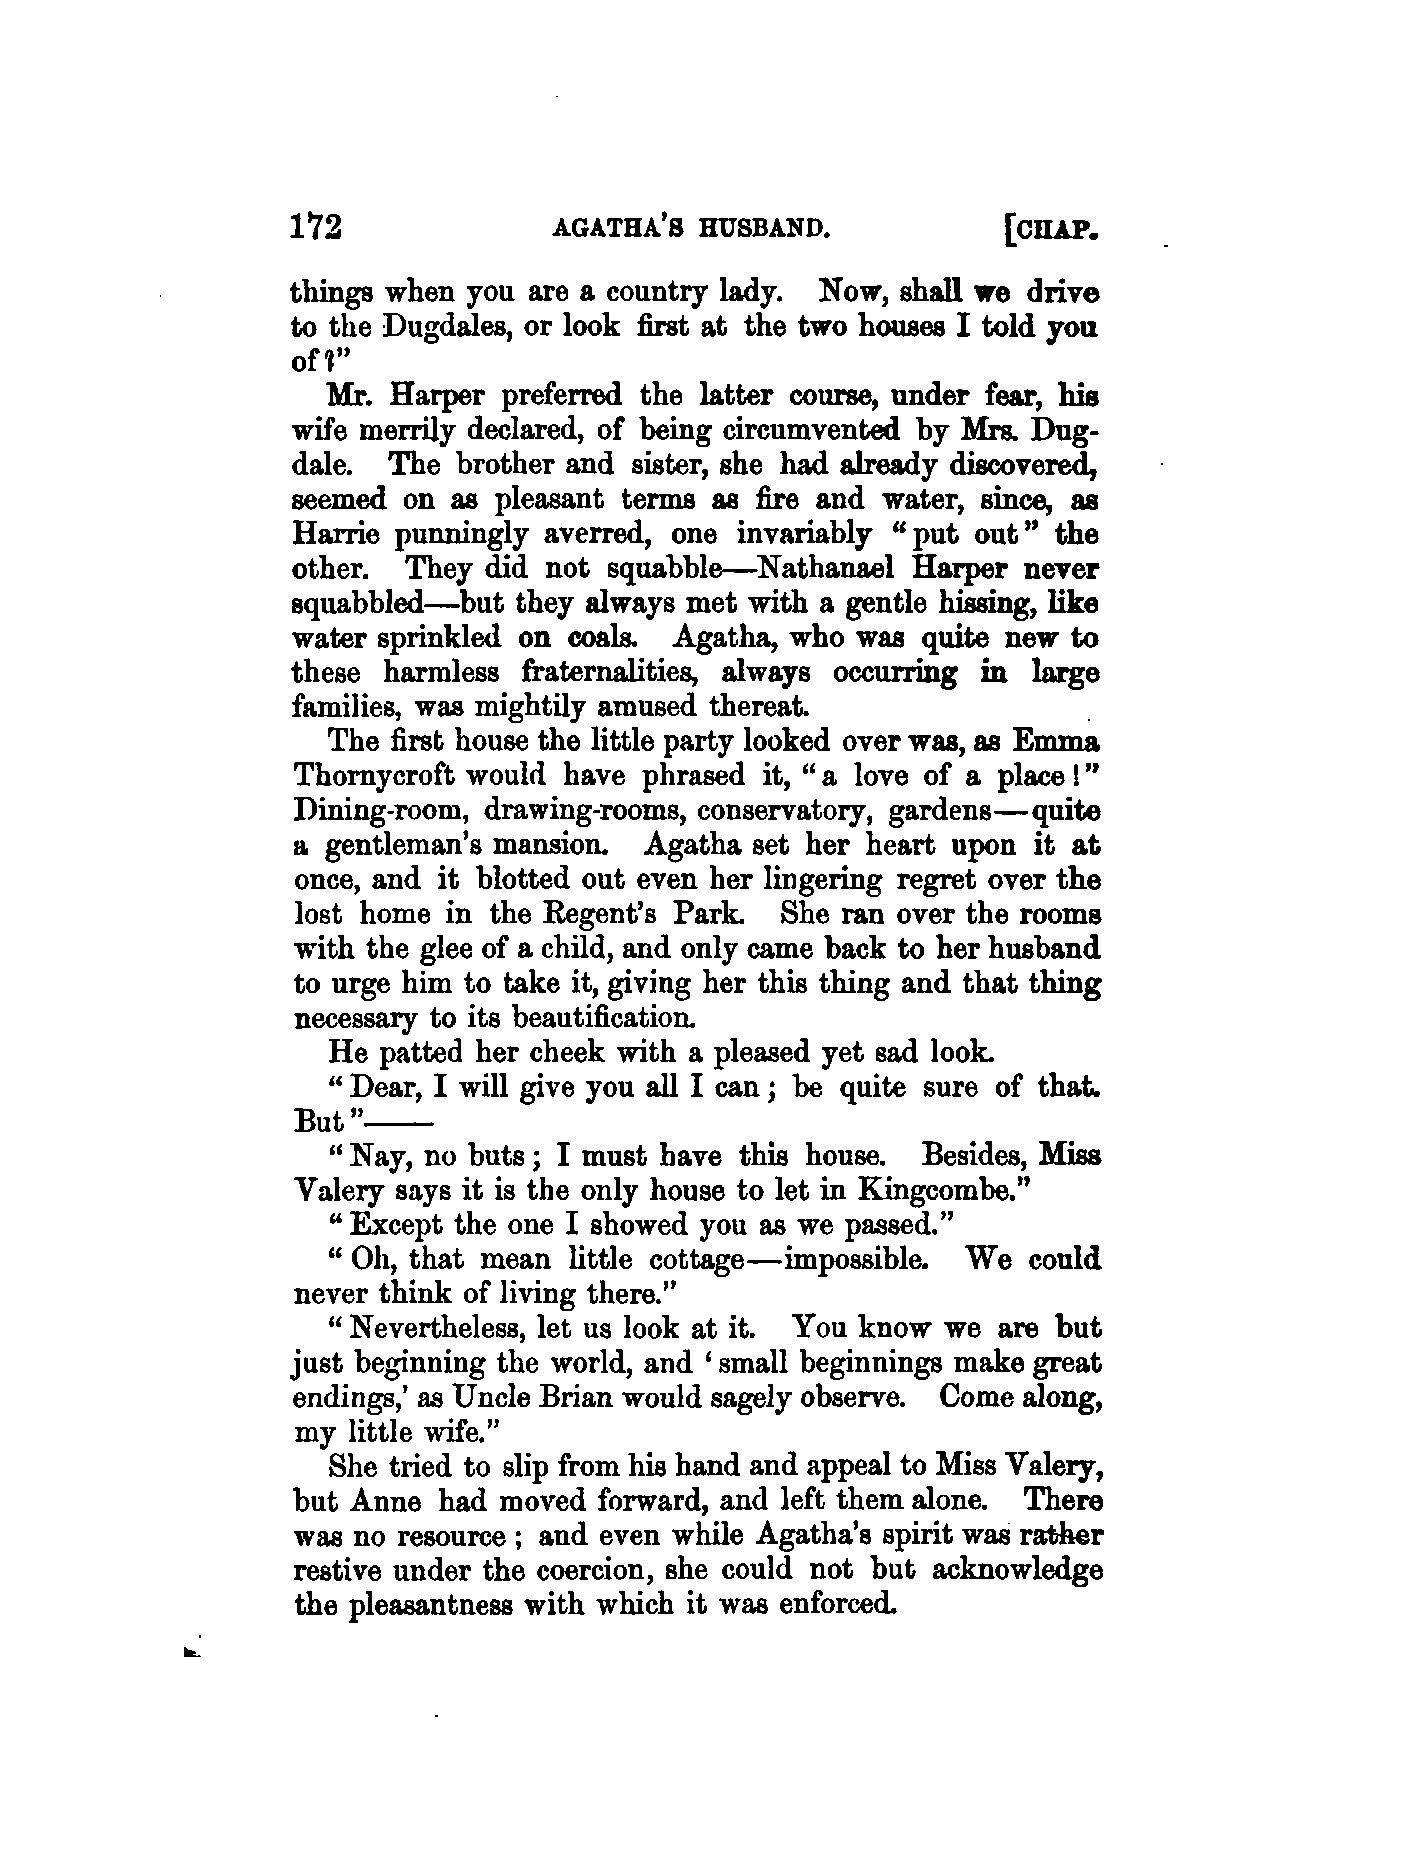 172 AGATHA'S HUSBAND. [CHAP.
things when you are a country lady. Now, shall we drive
to the Dugdales, or look first at the two houses I told you
of?"
Mr. Harper preferred the latter course, under fear, his
wife merrily declared, of being circumvented by Mrs. Dug-
dale. The brother and sister, she had already discovered,
seemed on as pleasant terms as fire and water, since, as
Harrie punningly averred, one invariably "put out" the
other. They did not squabble—Nathanael Harper never
squabbled—but they always met with a gentle hissing, like
water sprinkled on coals. Agatha, who was quite new to
these harmless fraternalities, always occurring in large
families, was mightily amused thereat.
The first house the little party looked over was, as Emma
Thornycroft would have phrased it, "a love of a place!"
Dining-room, drawing-rooms, conservatory, gardens—quite
a gentleman's mansion. Agatha set her heart upon it at
once, and it blotted out even her lingering regret over the
lost home in the Regent's Park. She ran over the rooms
with the glee of a child, and only came back to her husband
to urge him to take it, giving her this thing and that thing
necessary to its beautification.
He patted her cheek with a pleased yet sad look.
"Dear, I will give you all I can; be quite sure of that.
But"——
"Nay, no buts; I must have this house. Besides, Miss
Valery says it is the only house to let in Kingcombe."
"Except the one I showed you as we passed."
"Oh, that mean little cottage—impossible. We could
never think of living there."
"Nevertheless, let us look at it. You know we are but
just beginning the world, and 'small beginnings make great
endings,' as Uncle Brian would sagely observe. Come along,
my little wife."
She tried to slip from his hand and appeal to Miss Valery,
but Anne had moved forward, and left them alone. There
was no resource; and even while Agatha's spirit was rather
restive under the coercion, she could not but acknowledge
the pleasantness with which it was enforced.